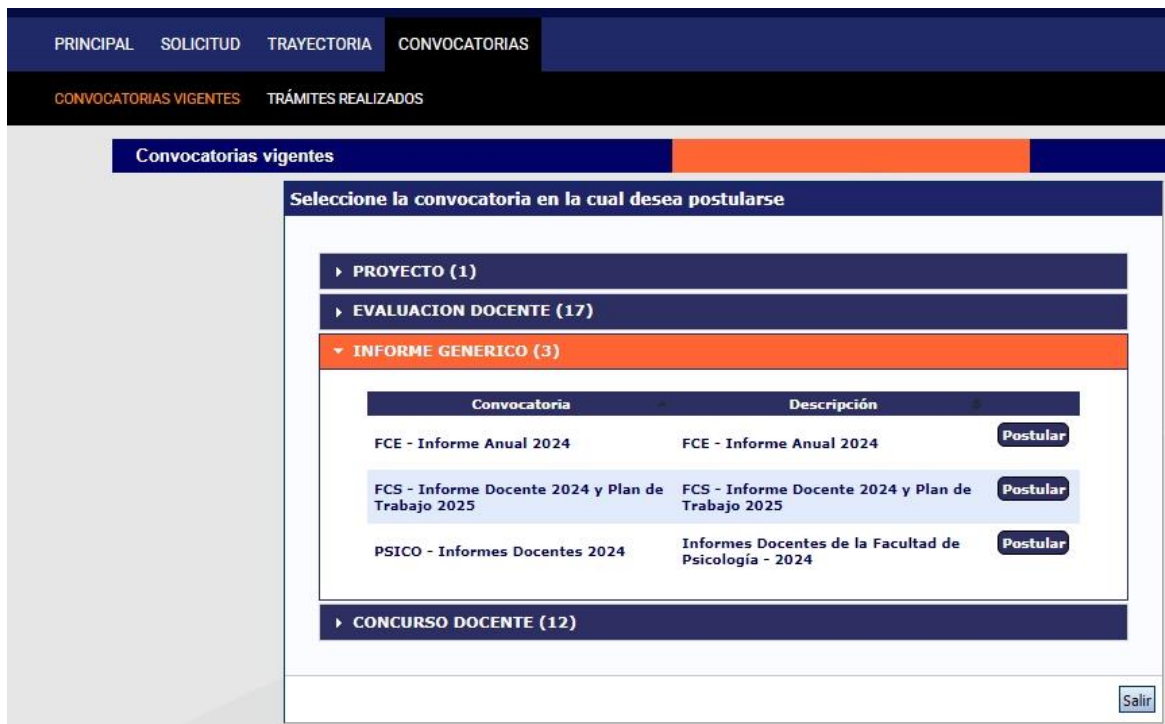 PRINCIPAL SOLICITUD TRAYECTORIA CONVOCATORIAS
CONVOCATORIAS VIGENTES TRÁMITES REALIZADOS
Convocatorias vigentes
Seleccione la convocatoria en la cual desea postularse
PROYECTO (1)
EVALUACION DOCENTE (17)
INFORME GENERICO (3)
Convocatoria Descripción
FCE - Informe Anual 2024 FCE - Informe Anual 2024 Postular
FCS - Informe Docente 2024 y Plan de FCS - Informe Docente 2024 y Plan de Postular
Trabajo 2025 Trabajo 2025
PSICO - Informes Docentes 2024 Informes Docentes de la Facultad de Postular
Psicología - 2024
CONCURSO DOCENTE (12)
Salir